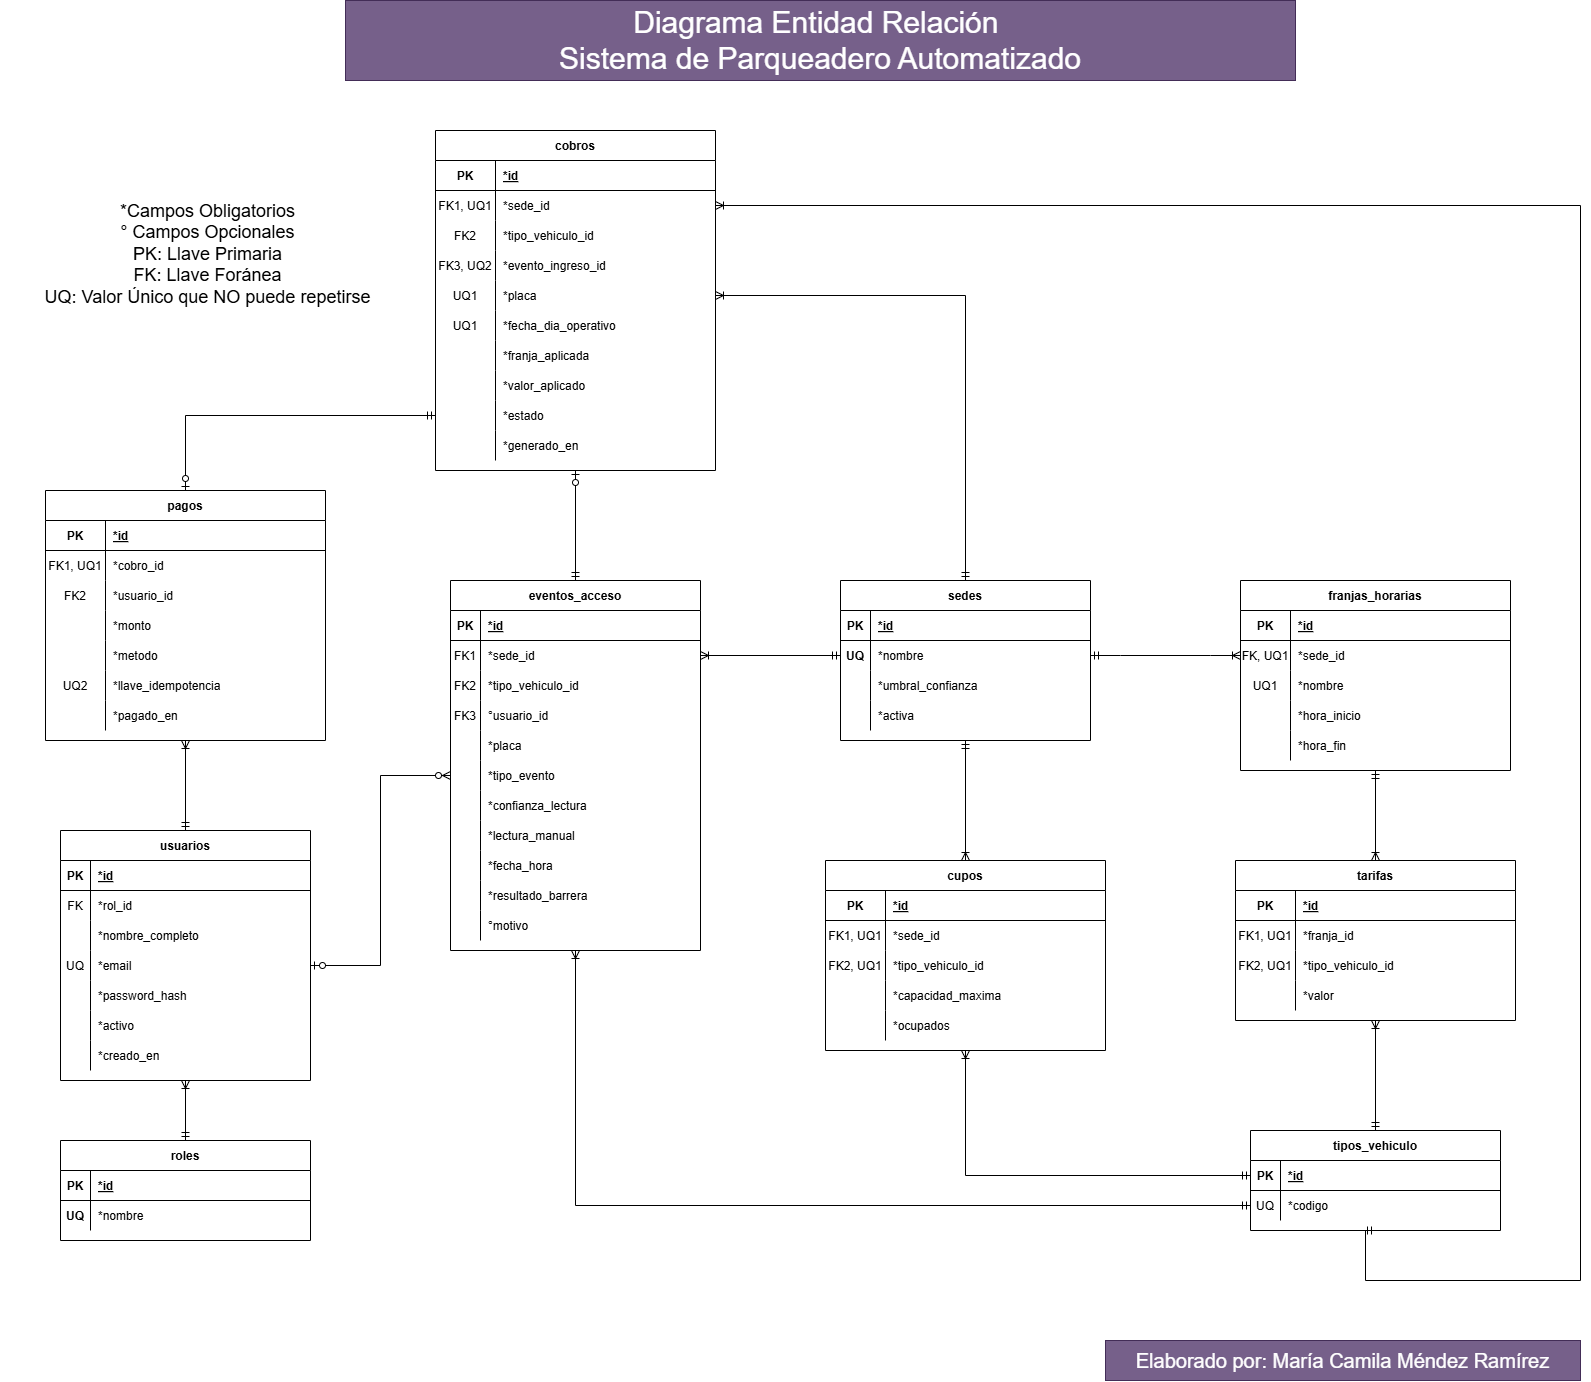 Diagrama Entidad Relación
Sistema de Parqueadero Automatizado
*Campos Obligatorios
° Campos Opcionales
PK: Llave Primaria
FK: Llave Foránea
UQ: Valor Único que NO puede repetirse
cobros
PK *id
FK1, UQ1 *sede_id
FK2 *tipo_vehiculo_id
FK3, UQ2 *evento_ingreso_id
UQ1 *placa
UQ1 *fecha_dia_operativo
*franja_aplicada
*valor_aplicado
*estado
*generado_en
pagos
PK *id
FK1, UQ1 *cobro_id
FK2 *usuario_id
*monto
*metodo
UQ2 *llave_idempotencia
*pagado_en
eventos_acceso
PK *id
FK1 *sede_id
FK2 *tipo_vehiculo_id
FK3 °usuario_id
*placa
*tipo_evento
*confianza_lectura
*lectura_manual
*fecha_hora
*resultado_barrera
°motivo
sedes
PK *id
UQ *nombre
*umbral_confianza
*activa
franjas_horarias
PK *id
FK, UQ1 *sede_id
UQ1 *nombre
*hora_inicio
*hora_fin
usuarios
PK *id
FK *rol_id
*nombre_completo
UQ *email
*password_hash
*activo
*creado_en
cupos
PK *id
FK1, UQ1 *sede_id
FK2, UQ1 *tipo_vehiculo_id
*capacidad_maxima
*ocupados
tarifas
PK *id
FK1, UQ1 *franja_id
FK2, UQ1 *tipo_vehiculo_id
*valor
roles
PK *id
UQ *nombre
tipos_vehiculo
PK *id
UQ *codigo
Elaborado por: María Camila Méndez Ramírez